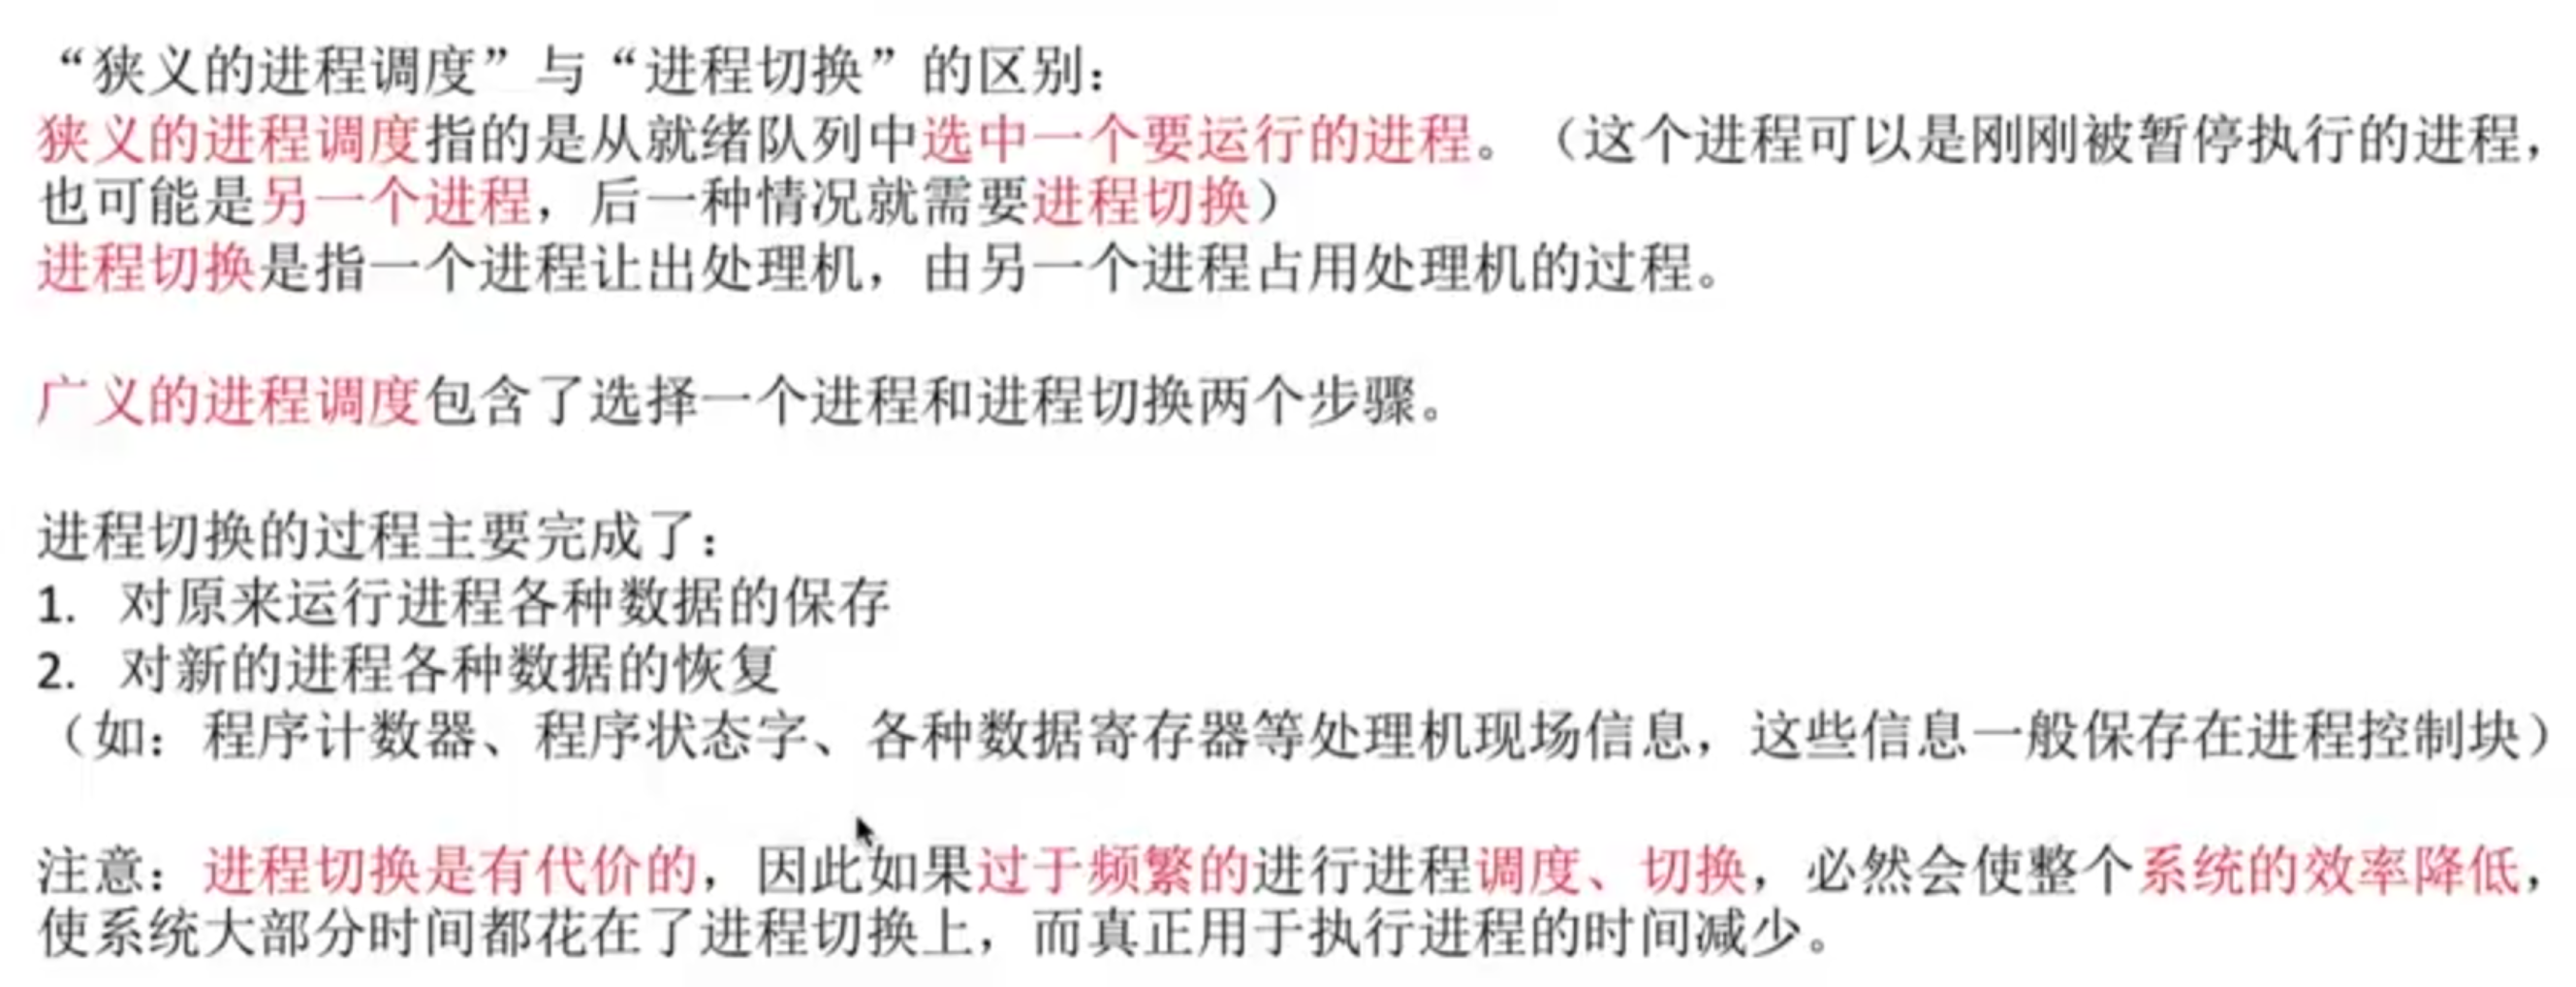 “狭义的进程调度”与“进程切换”的区别：
狭义的进程调度指的是从就绪队列中选中一个要运行的进程。（这个进程可以是刚刚被暂停执行的进程，
也可能是另一个进程，后一种情况就需要进程切换）
进程切换是指一个进程让出处理机，由另一个进程占用处理机的过程。
广义的进程调度包含了选择一个进程和进程切换两个步骤。
进程切换的过程主要完成了：
1. 对原来运行进程各种数据的保存
2. 对新的进程各种数据的恢复
（如：程序计数器、程序状态字、各种数据寄存器等处理机现场信息，这些信息一般保存在进程控制块）
注意：进程切换是有代价的，因此如果过于频繁的进行进程调度、切换，必然会使整个系统的效率降低，
使系统大部分时间都花在了进程切换上，而真正用于执行进程的时间减少。